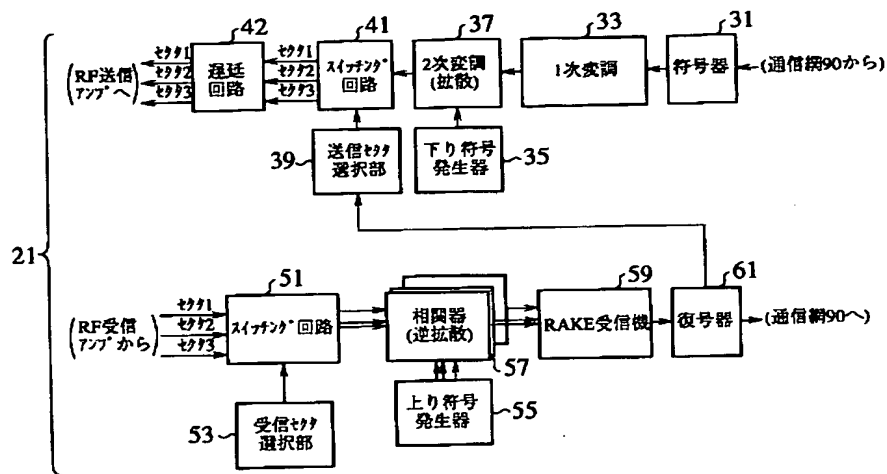 42
41
37
33
31
(RF送信
アンプへ)
セクタ1
セクタ2
セクタ3
遅延
回路
セクタ1
セクタ2
セクタ3
スイッチング
回路
2次変調
(拡散)
1次変調
符号器
(通信網90から)
39
送信セクタ
選択部
下り符号
発生器
35
21
51
59
61
(RF受信
アンプから)
セクタ1
セクタ2
セクタ3
スイッチング回路
相関器
(逆拡散)
57
RAKE受信機
復号器
(通信網90へ)
53
受信セクタ
選択部
上り符号
発生器
55